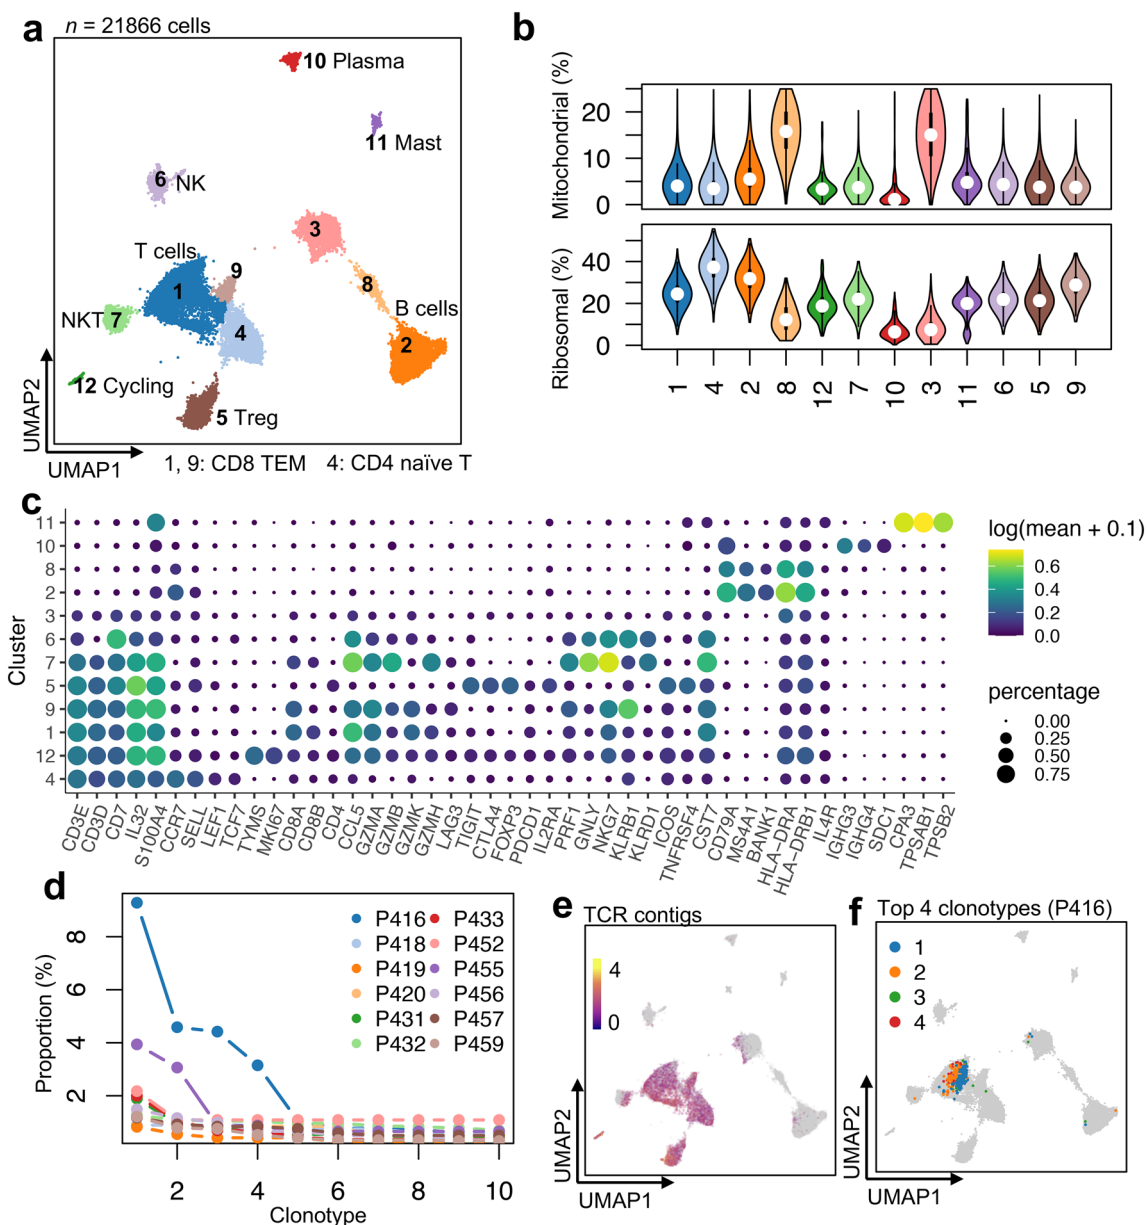 a
n = 21866 cells
10 Plasma
11 Mast
6 NK
3
T cells
9
8
1
B cells
NKT 7
4
2
12 Cycling
5 Treg
UMAP2
UMAP1
1, 9: CD8 TEM 4: CD4 naïve T
b
Mitochondrial (%)
20
10
0
Ribosomal (%)
40
20
0
1 4 2 8 12 7 10 3 11 6 5 9
c
Cluster
11
10
8
2
3
6
7
5
9
1
12
4
CD3E CD3D CD7 IL32 S100A4 CCR7 SELL LEF1 TCF7 TYMS MKI67 CD8A CD8B CD4 CCL5 GZMA GZMB GZMK GZMH LAG3 TIGIT CTLA4 FOXP3 PDCD1 IL2RA PRF1 GNLY NKG7 KLRB1 KLRD1 ICOS TNFRSF4 CST7 CD79A MS4A1 BANK1 HLA−DRA HLA−DRB1 IL4R IGHG3 IGHG4 SDC1 CPA3 TPSAB1 TPSB2
log(mean + 0.1)
0.6
0.4
0.2
0.0
percentage
0.00
0.25
0.50
0.75
d
Proportion (%)
8
6
4
2
P416 P433
P418 P452
P419 P455
P420 P456
P431 P457
P432 P459
2 4 6 8 10
Clonotype
e
TCR contigs
4
0
UMAP2
UMAP1
f
Top 4 clonotypes (P416)
1
2
3
4
UMAP2
UMAP1